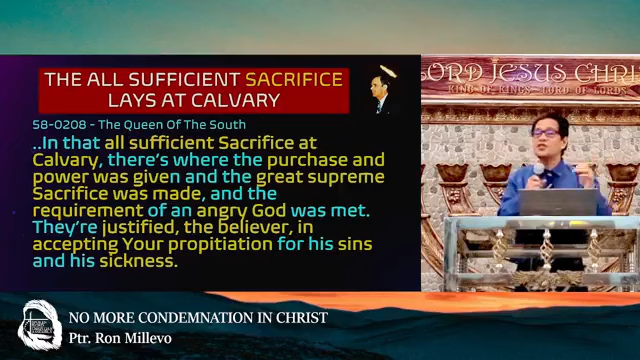 THE ALL SUFFICIENT SACRIFICE
LAYS AT CALVARY
58-0208 - The Queen Of The South
..In that all sufficient Sacrifice at
Calvary, there's where the purchase and
power was given and the great supreme
Sacrifice was made, and the
requirement of an angry God was met.
They're justified, the believer, in
accepting Your propitiation for his sins
and his sickness.
LORD JESUS CHRIST
KING OF KINGS LORD OF LORDS
NO MORE CONDEMNATION IN CHRIST
Ptr. Ron Millevo